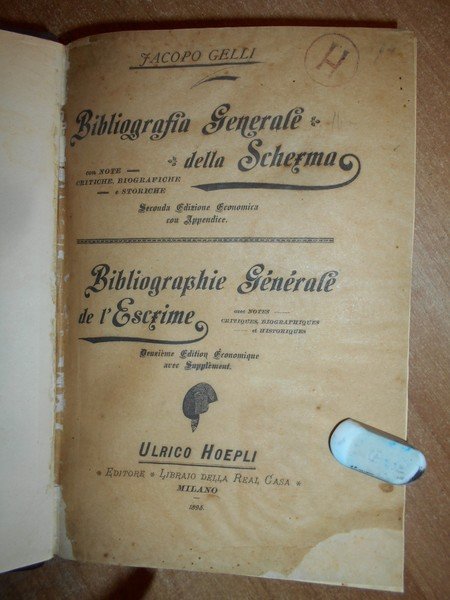 JACOPO GELLI
H
Bibliografia Generale
della Scherma
con NOTE
CRITICHE, BIOGRAFICHE
e STORICHE
Seconda Edizione Economica
con Appendice.
Bibliographie Générale
de l'Escrime
avec NOTES
CRITIQUES, BIOGRAPHIQUES
et HISTORIQUES
Deuxième Édition Économique
avec Supplément.
ULRICO HOEPLI
* EDITORE * LIBRAIO DELLA REAL CASA *
MILANO
1895.